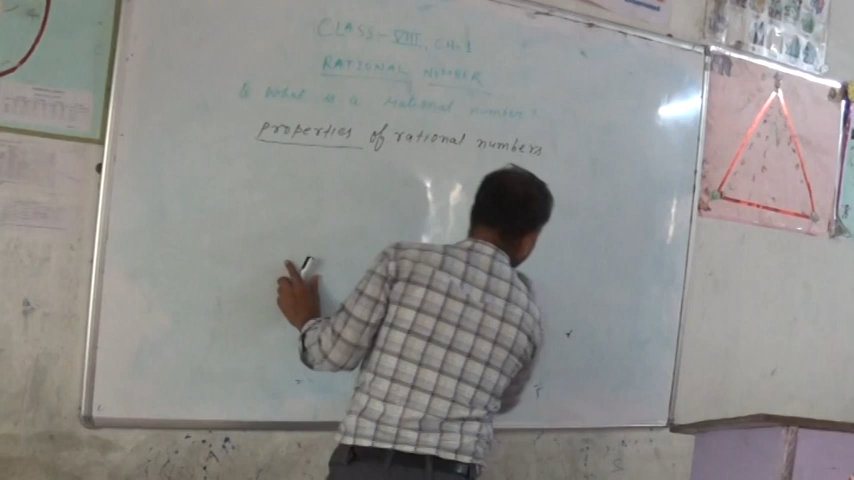 CLASS-VIII, CH-1
RATIONAL NUMBER
Q What is a rational number?
properties of rational numbers